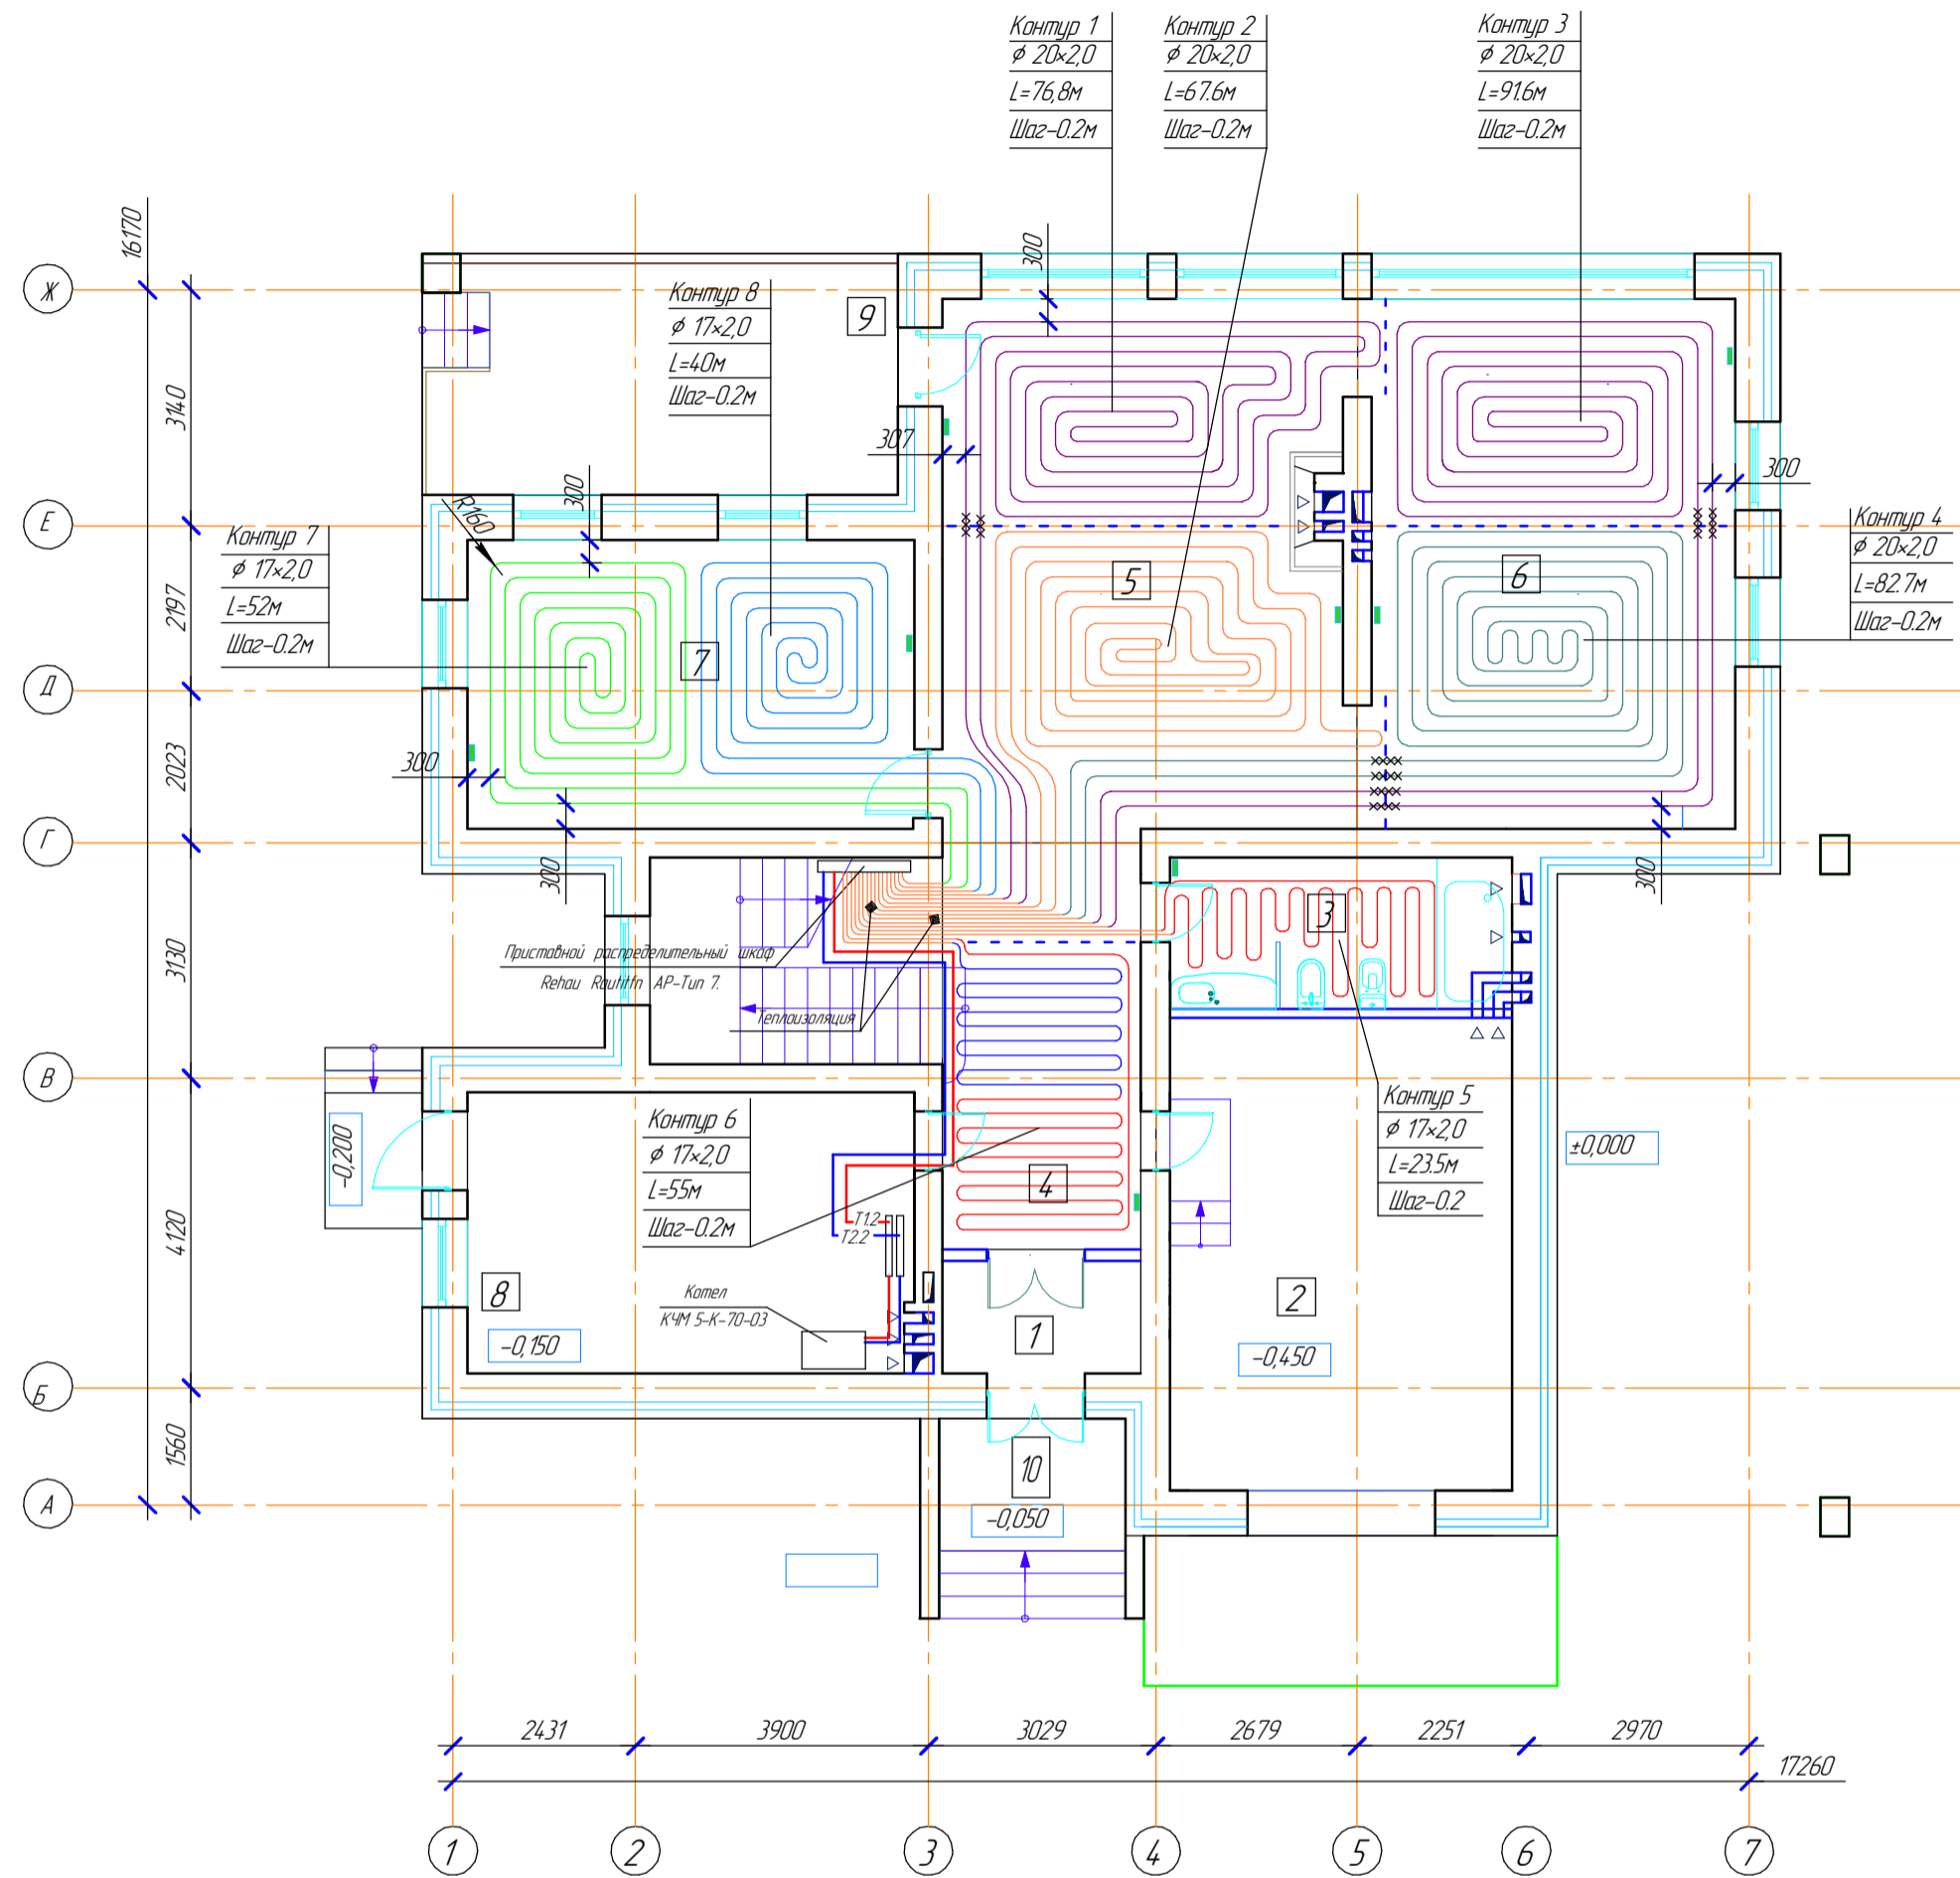 Контур 1
ϕ 20×2,0
L=76,8м
Шаг-0.2м
Контур 2
ϕ 20×2,0
L=67.6м
Шаг-0.2м
Контур 3
ϕ 20×2,0
L=91.6м
Шаг-0.2м
16170
300
Ж
Контур 8
ϕ 17×2,0
L=40м
Шаг-0.2м
9
3140
307
300
300
R160
Е
Контур 7
ϕ 17×2,0
L=52м
Шаг-0.2м
Контур 4
ϕ 20×2,0
L=82.7м
Шаг-0.2м
5
6
7
2197
Д
2023
300
Г
300
300
3
3130
Приставной распределительный шкаф
Rehau Rautitfn АР-Тип 7.
Теплоизоляция
В
-0,200
Контур 6
ϕ 17×2,0
L=55м
Шаг-0.2м
Контур 5
ϕ 17×2,0
L=23.5м
Шаг-0.2
±0,000
4
4120
Т1.2
Т2.2
8
Котел
КЧМ 5-К-70-03
-0,150
1
2
-0,450
Б
1560
10
-0,050
А
2431
3900
3029
2679
2251
2970
17260
1
2
3
4
5
6
7